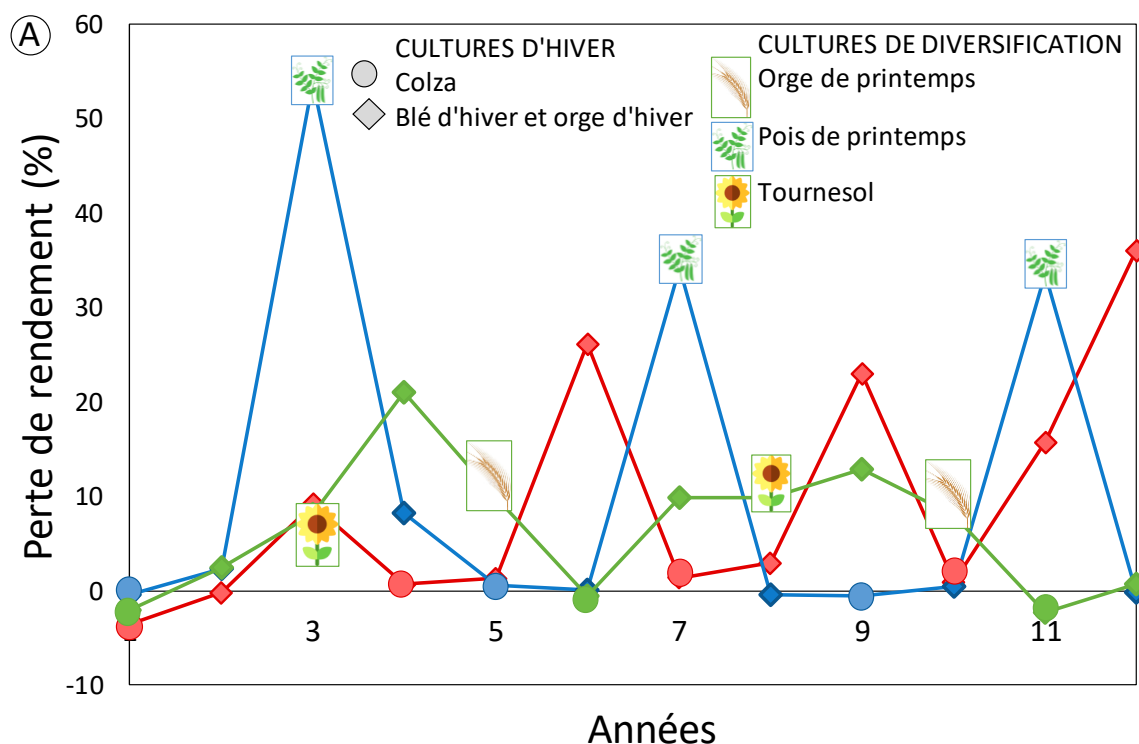 A
60
50
40
30
20
10
0
-10
Perte de rendement (%)
CULTURES D'HIVER
Colza
Blé d'hiver et orge d'hiver
CULTURES DE DIVERSIFICATION
Orge de printemps
Pois de printemps
Tournesol
3 5 7 9 11
Années